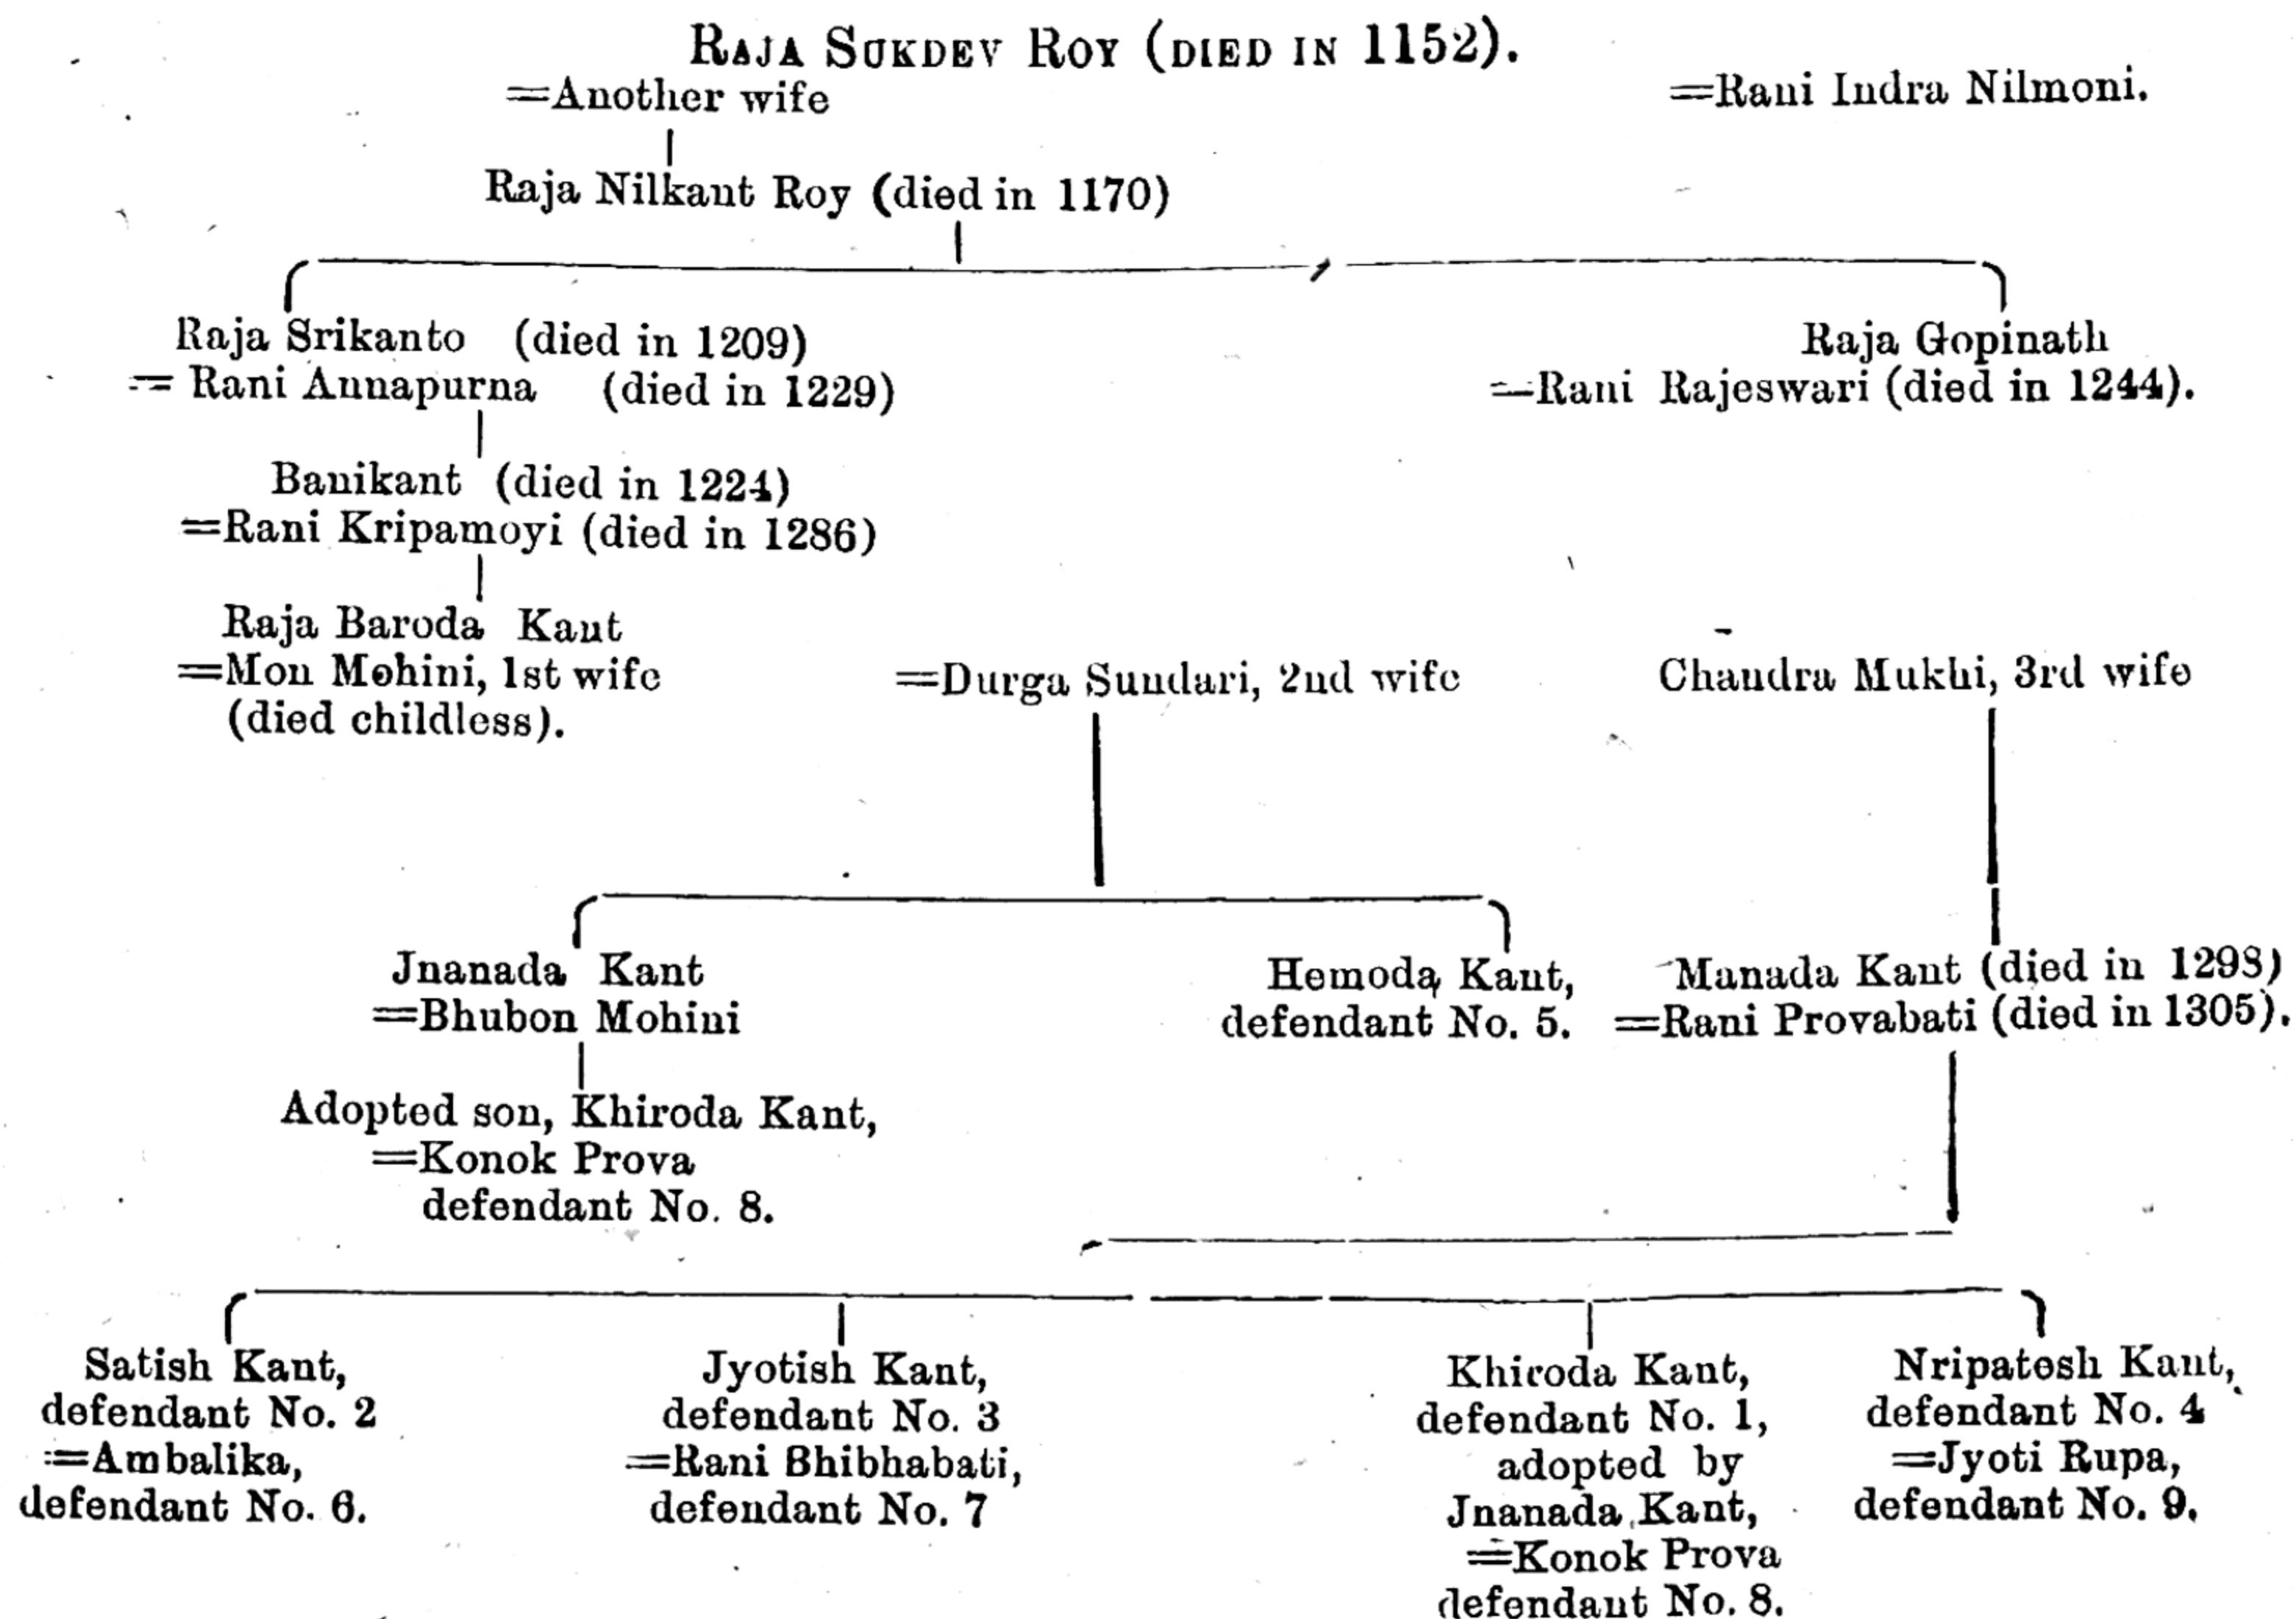 RAJA SUKDEV ROY (DIED IN 1152).
=Another wife
=Rani Indra Nilmoni.
Raja Nilkant Roy (died in 1170)
Raja Srikanto (died in 1209)
= Rani Annapurna (died in 1229)
Raja Gopinath
=Rani Rajeswari (died in 1244).
Banikant (died in 1224)
=Rani Kripamoyi (died in 1286)
Raja Baroda Kant
=Mon Mohini, 1st wife
(died childless).
=Durga Sundari, 2nd wife
Chandra Mukhi, 3rd wife
Jnanada Kant
=Bhubon Mohini
Hemoda Kant,
defendant No. 5.
Manada Kant (died in 1298)
=Rani Provabati (died in 1305).
Adopted son, Khiroda Kant,
=Konok Prova
defendant No. 8.
Satish Kant,
defendant No. 2
=Ambalika,
defendant No. 6.
Jyotish Kant,
defendant No. 3
=Rani Bhibhabati,
defendant No. 7
Khiroda Kant,
defendant No. 1,
adopted by
Jnanada Kant,
=Konok Prova
defendant No. 8.
Nripatesh Kant,
defendant No. 4
=Jyoti Rupa,
defendant No. 9.